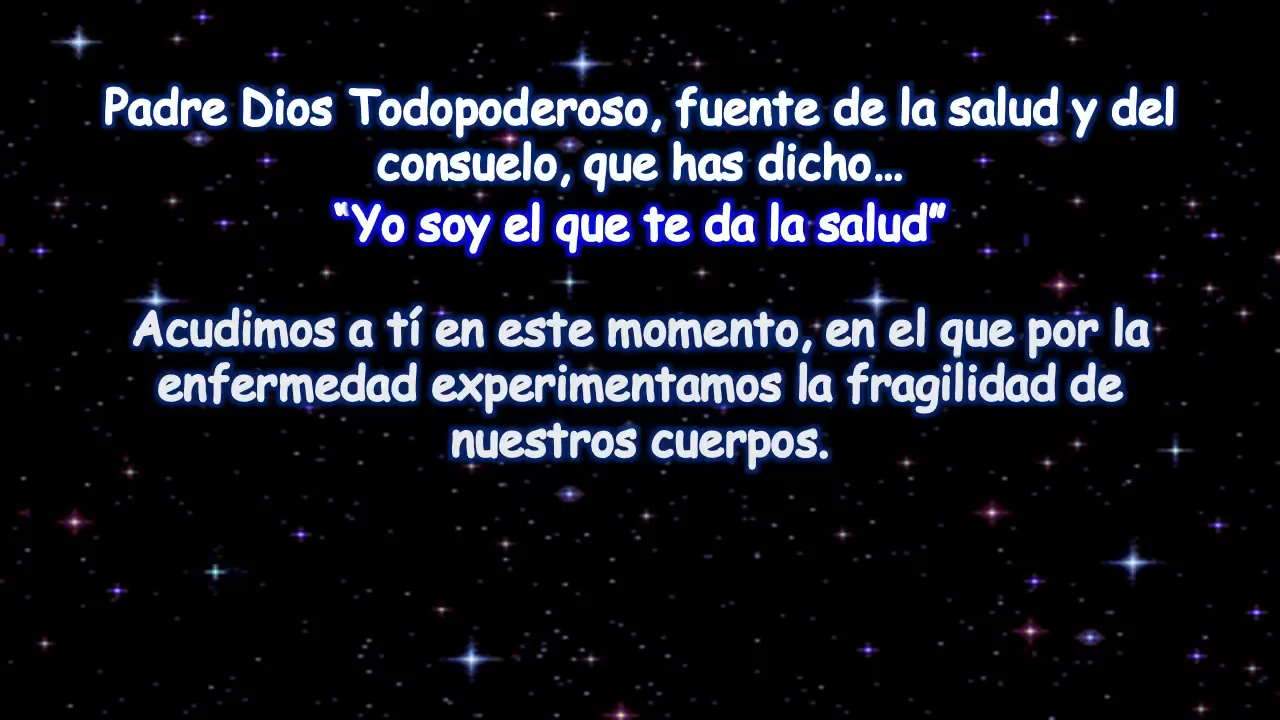 Padre Dios Todopoderoso, fuente de la salud y del
consuelo, que has dicho...
“Yo soy el que te da la salud”
Acudimos a tí en este momento, en el que por la
enfermedad experimentamos la fragilidad de
nuestros cuerpos.